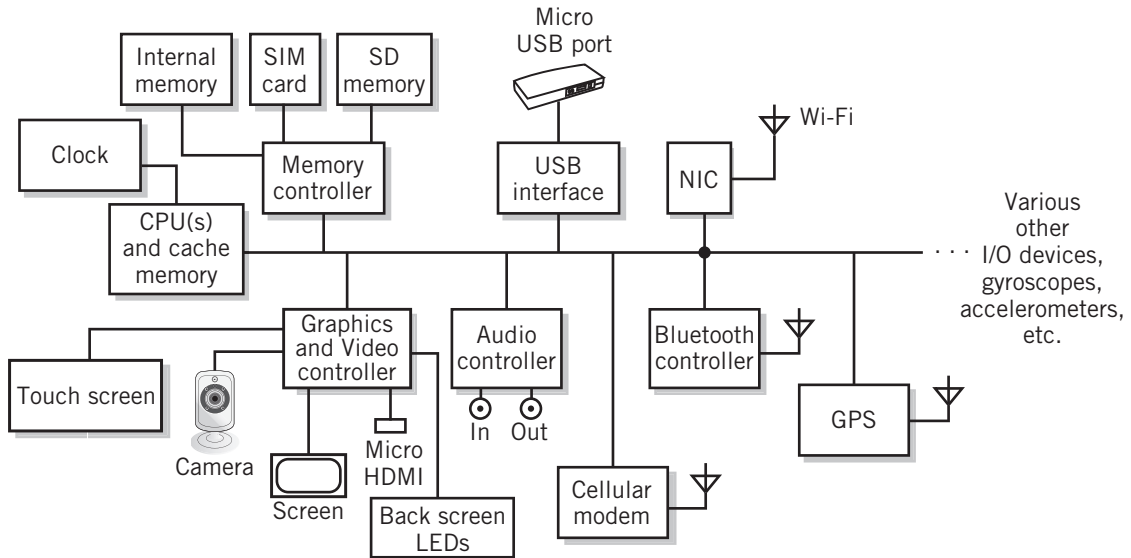 Micro
USB port
Internal
memory
SIM
card
SD
memory
Wi-Fi
Clock
Memory
controller
USB
interface
NIC
CPU(s)
and cache
memory
Various
other
· · · I/O devices,
gyroscopes,
accelerometers,
etc.
Graphics
and Video
controller
Audio
controller
Bluetooth
controller
Touch screen
GPS
In
Out
Camera
Micro
HDMI
Screen
Cellular
modem
Back screen
LEDs